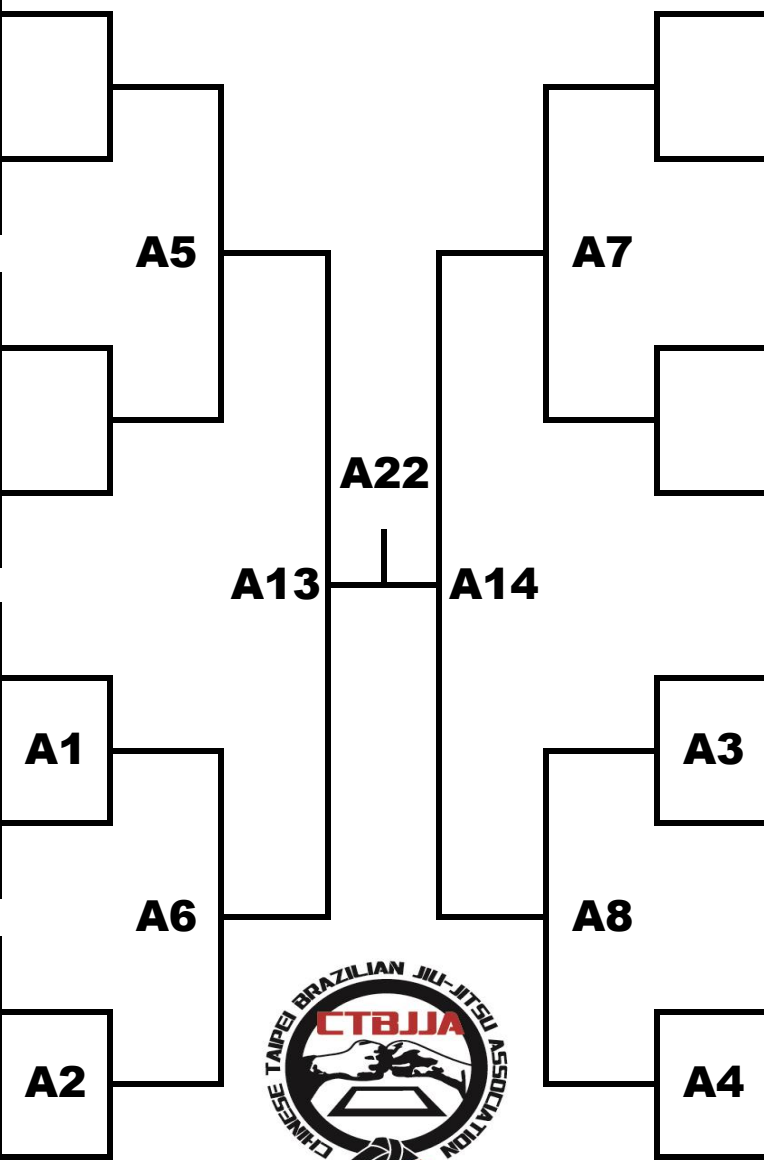 A5
A7
A22
A13
A14
A1
A3
A6
A8
CHINESE TAIPEI BRAZILIAN JIU-JITSU ASSOCIATION
CTBJJA
A2
A4